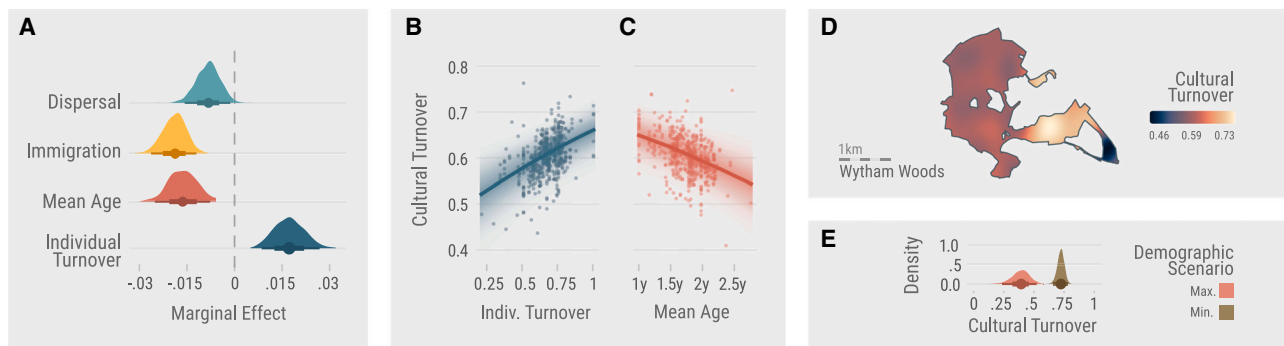 A
Dispersal
Immigration
Mean Age
Individual
Turnover
-.03 -.015 0 .015 .03
Marginal Effect
B
Cultural Turnover
0.8
0.7
0.6
0.5
0.4
0.25 0.5 0.75 1
Indiv. Turnover
C
1y 1.5y 2y 2.5y
Mean Age
D
Cultural
Turnover
0.46 0.59 0.73
1km
Wytham Woods
E
Density
1.0
.5
0.0
0 .25 .5 .75 1
Cultural Turnover
Demographic
Scenario
Max.
Min.